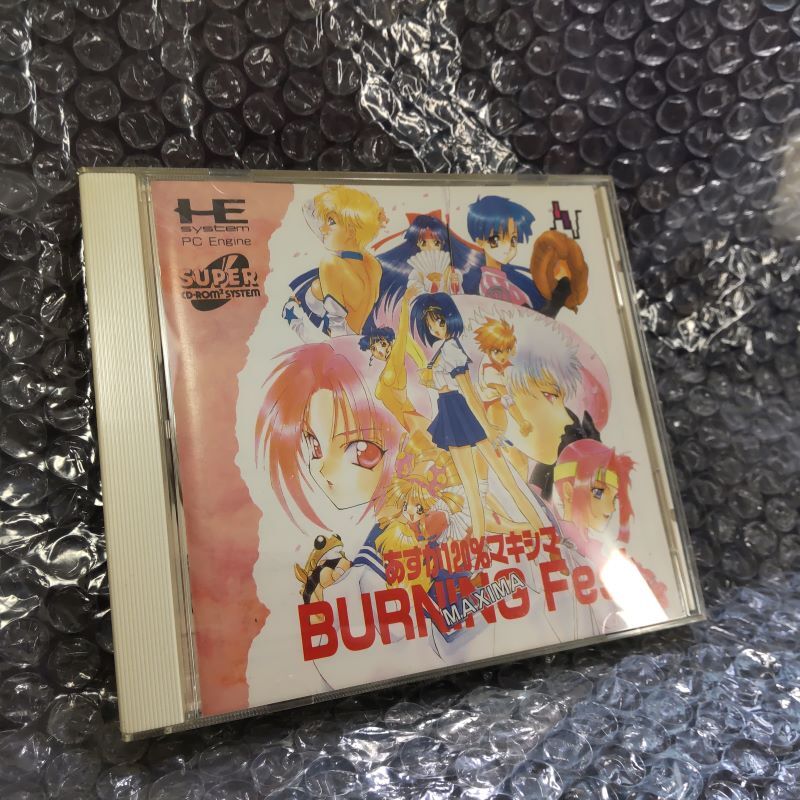 HE
system
PC Engine
SUPER
CD-ROM² SYSTEM
あすか120%マキシマ
BURNING Fes
MAXIMA